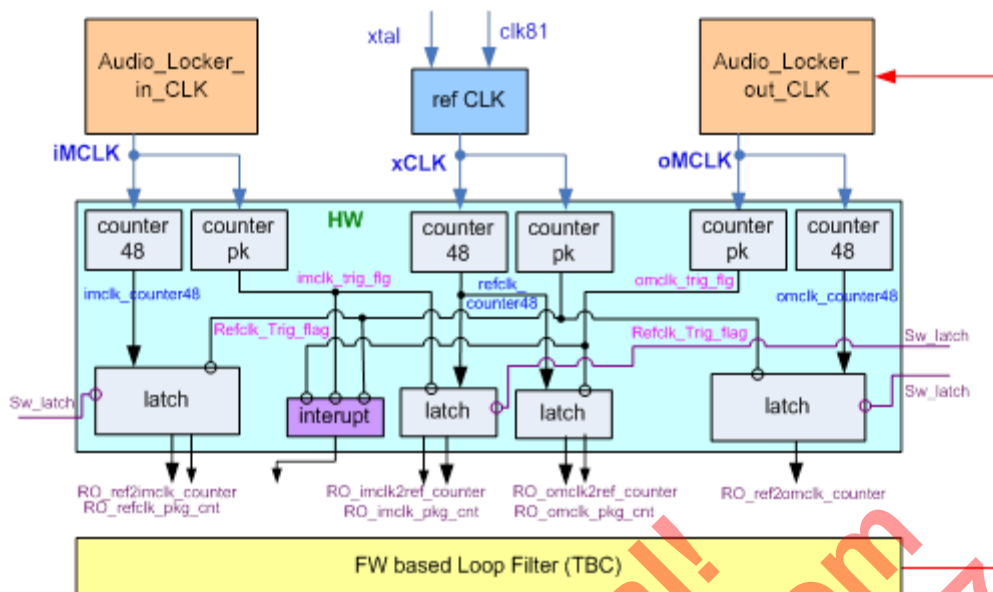 xtal
clk81
Audio_Locker_
in_CLK
ref CLK
Audio_Locker_
out_CLK
iMCLK
xCLK
oMCLK
HW
counter
48
counter
pk
counter
48
counter
pk
counter
pk
counter
48
imclk_trig_flg
omclk_trig_flg
imclk_counter48
refclk_
counter48
omclk_counter48
Refclk_Trig_flag
Refclk_Trig_flag
Sw_latch
Sw_latch
Sw_latch
latch
interupt
latch
latch
latch
RO_ref2imclk_counter
RO_refclk_pkg_cnt
RO_imclk2ref_counter
RO_imclk_pkg_cnt
RO_omclk2ref_counter
RO_omclk_pkg_cnt
RO_ref2omclk_counter
FW based Loop Filter (TBC)